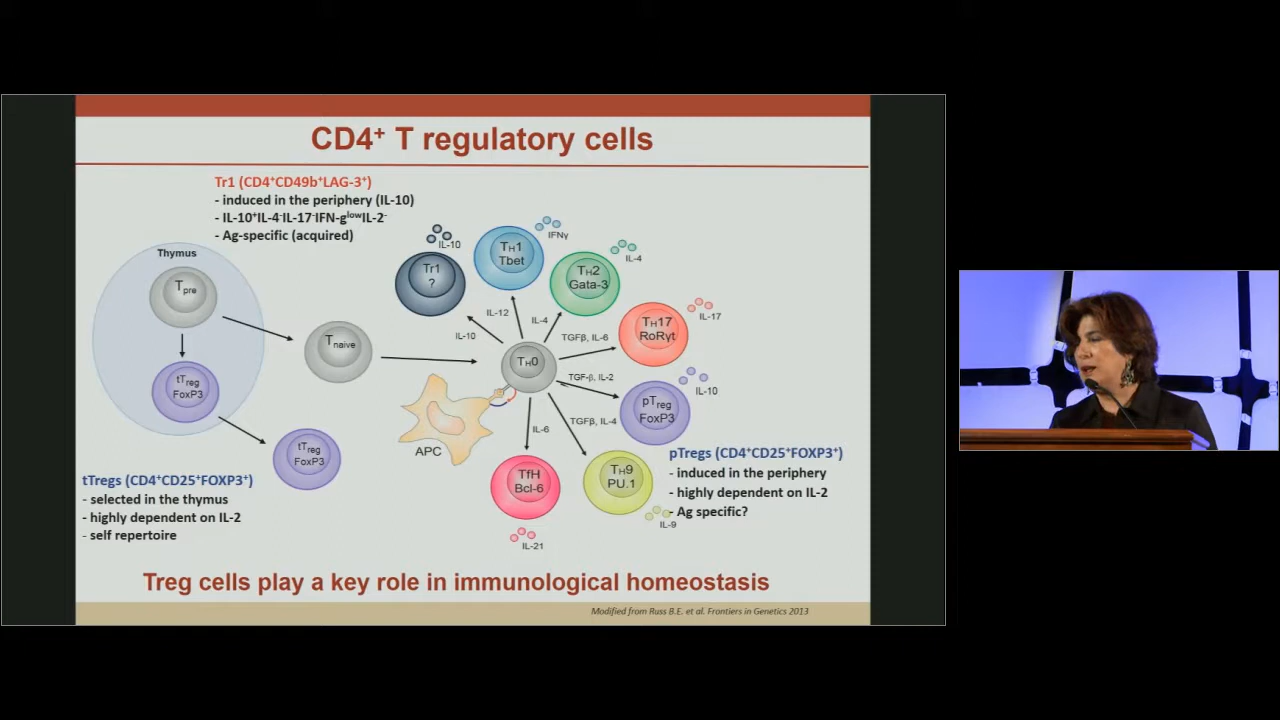 CD4⁺ T regulatory cells
Tr1 (CD4⁺CD49b⁺LAG-3⁺)
- induced in the periphery (IL-10)
- IL-10⁺IL-4⁻IL-17⁻IFN-gˡᵒʷIL-2⁻
- Ag-specific (acquired)
Thymus
Tpre
tTreg
FoxP3
Tnaive
tTreg
FoxP3
tTregs (CD4⁺CD25⁺FOXP3⁺)
- selected in the thymus
- highly dependent on IL-2
- self repertoire
IL-10
Tr1
?
IFNγ
TH1
Tbet
IL-4
TH2
Gata-3
IL-17
TH17
RoRγt
IL-10
IL-12
IL-4
TGFβ, IL-6
TH0
TGF-β, IL-2
IL-10
pTreg
FoxP3
TGFβ, IL-4
IL-6
APC
TfH
Bcl-6
IL-21
TH9
PU.1
IL-9
pTregs (CD4⁺CD25⁺FOXP3⁺)
- induced in the periphery
- highly dependent on IL-2
- Ag specific?
Treg cells play a key role in immunological homeostasis
Modified from Russ B.E. et al. Frontiers in Genetics 2013